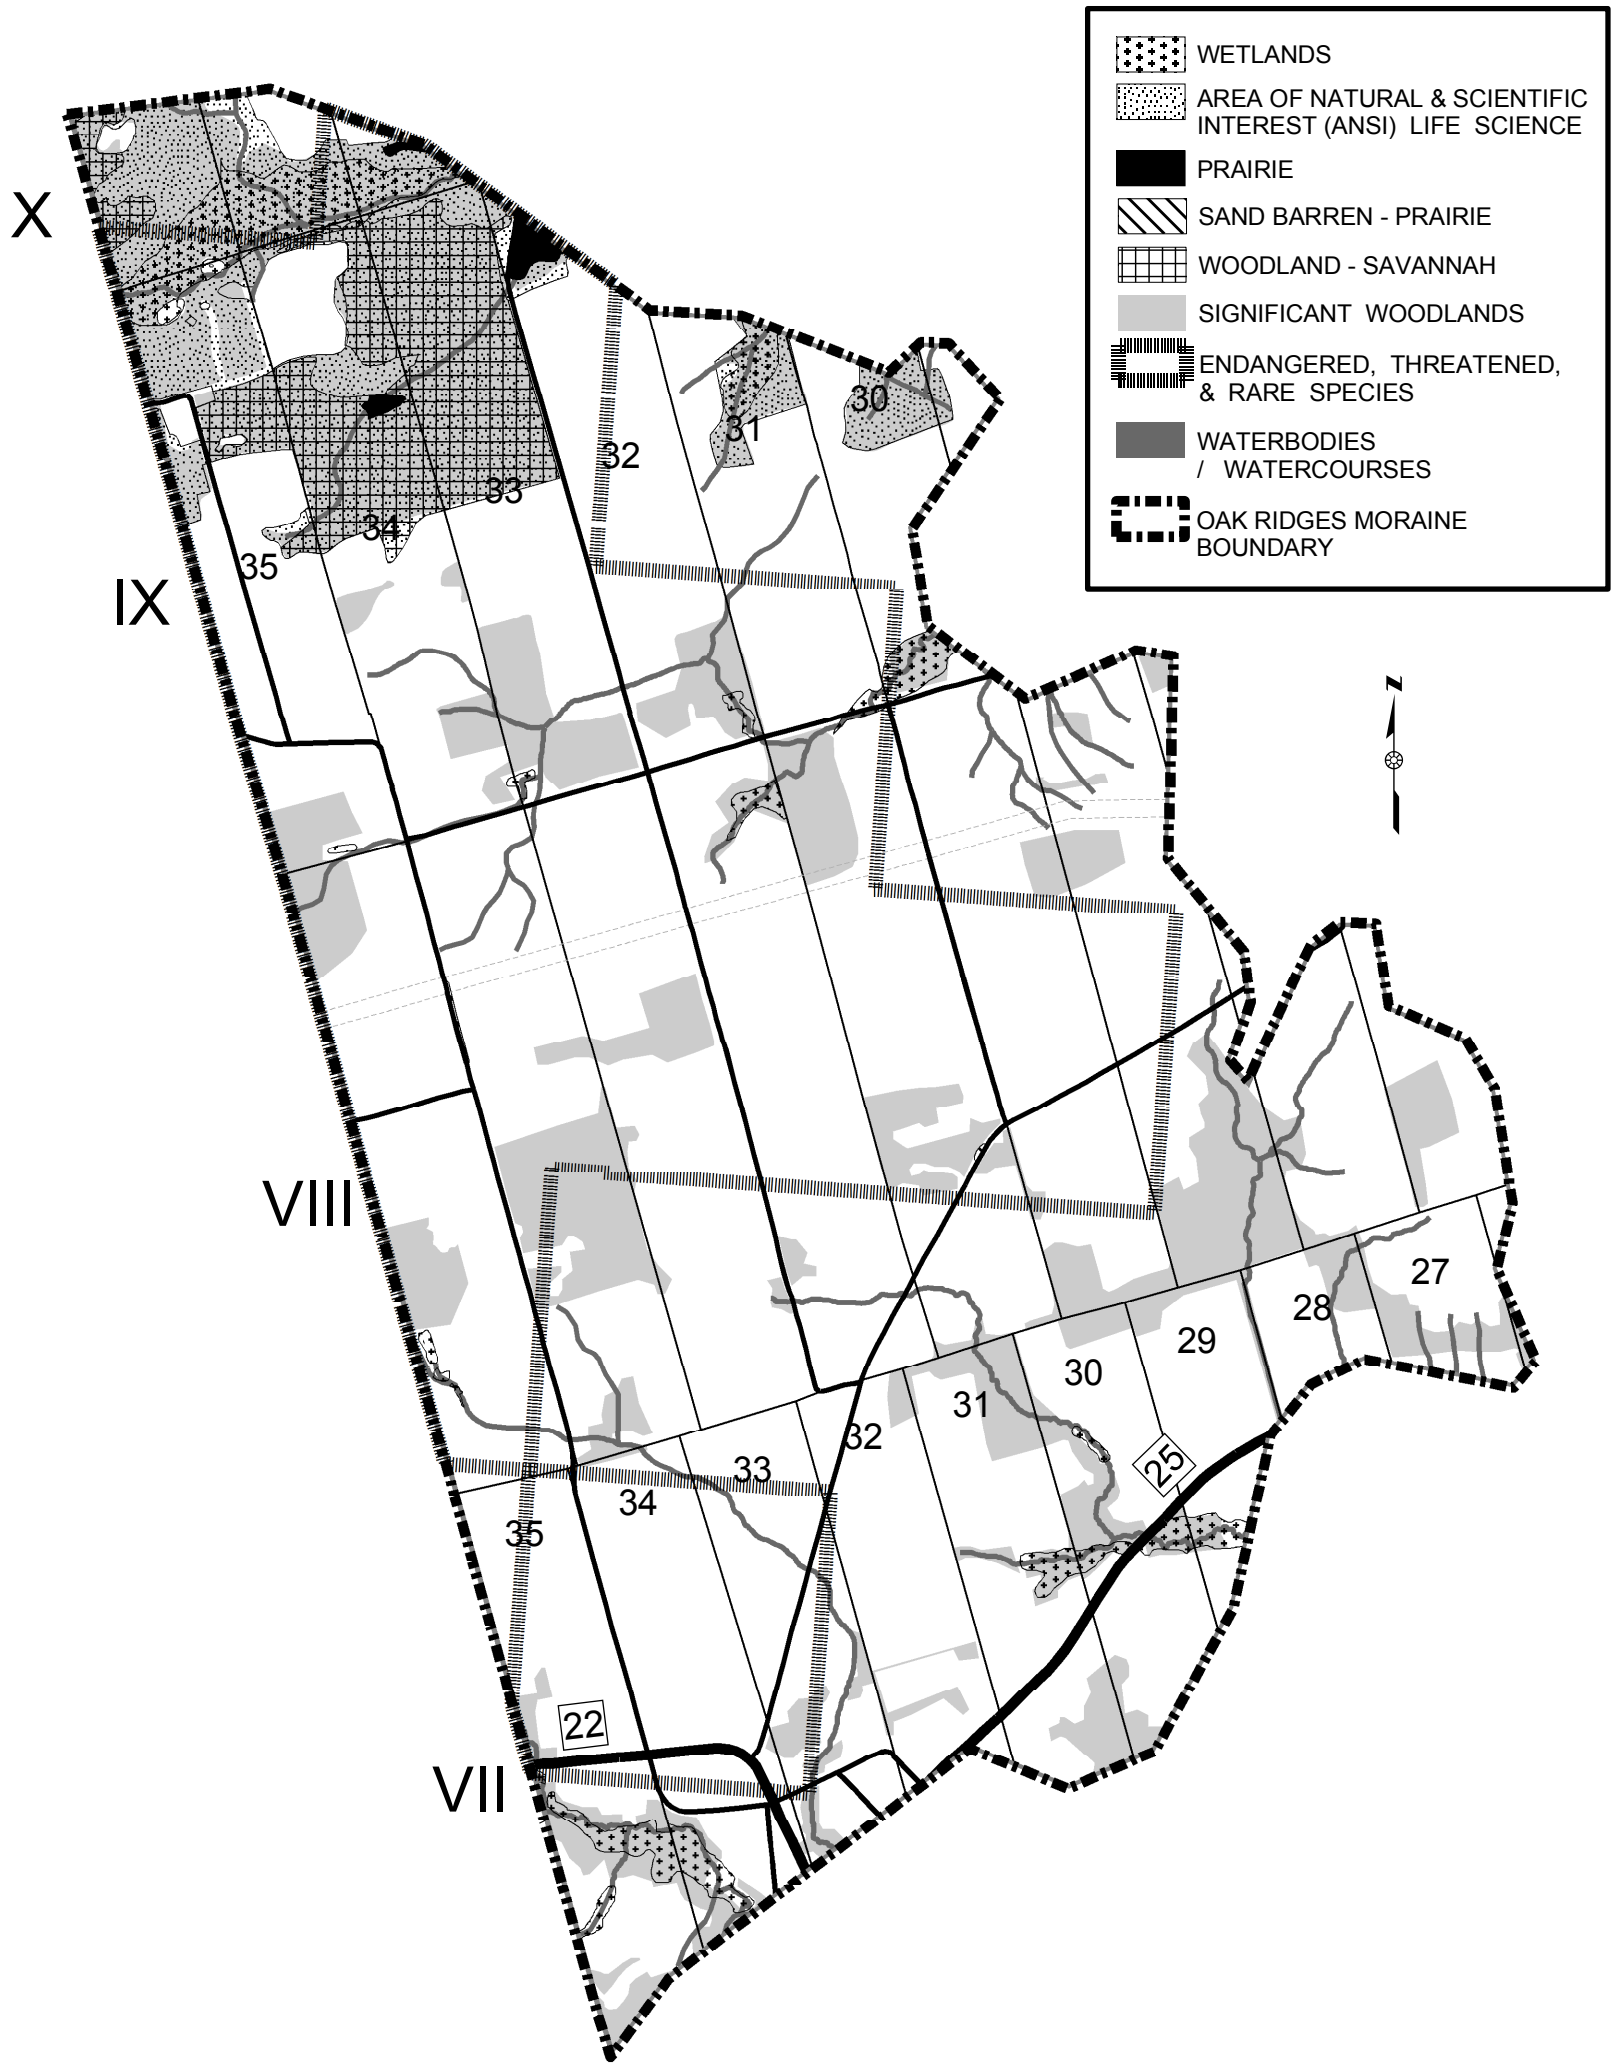 WETLANDS
AREA OF NATURAL & SCIENTIFIC
INTEREST (ANSI) LIFE SCIENCE
PRAIRIE
SAND BARREN - PRAIRIE
WOODLAND - SAVANNAH
SIGNIFICANT WOODLANDS
ENDANGERED, THREATENED,
& RARE SPECIES
WATERBODIES
/ WATERCOURSES
OAK RIDGES MORAINE
BOUNDARY
X
30
31
32
33
34
35
IX
N
VIII
27
28
29
30
31
32
25
33
34
35
22
VII